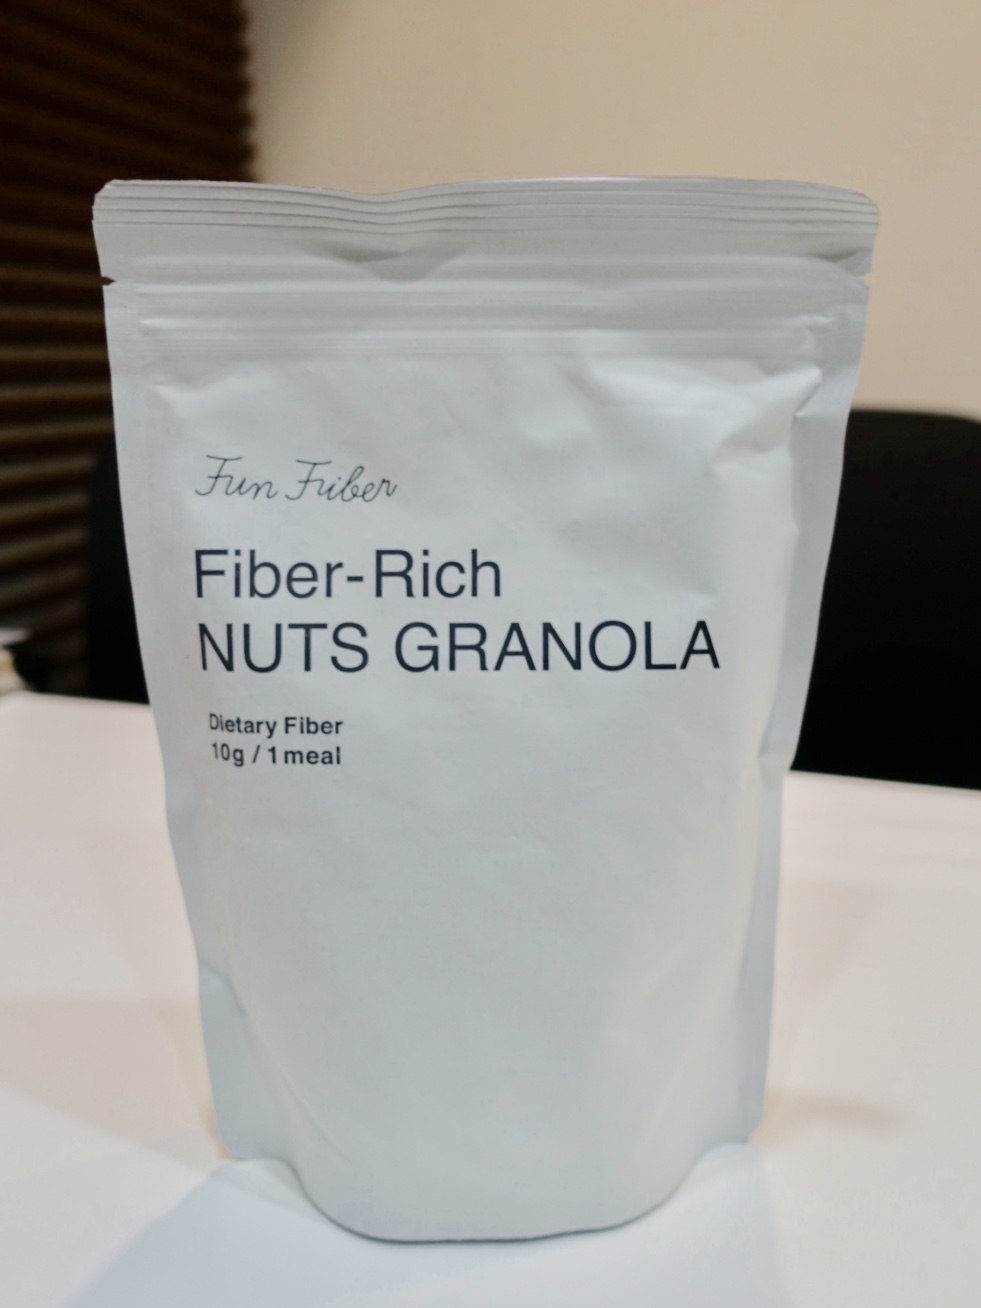 Fun Fiber
Fiber-Rich
NUTS GRANOLA
Dietary Fiber
10g / 1 meal